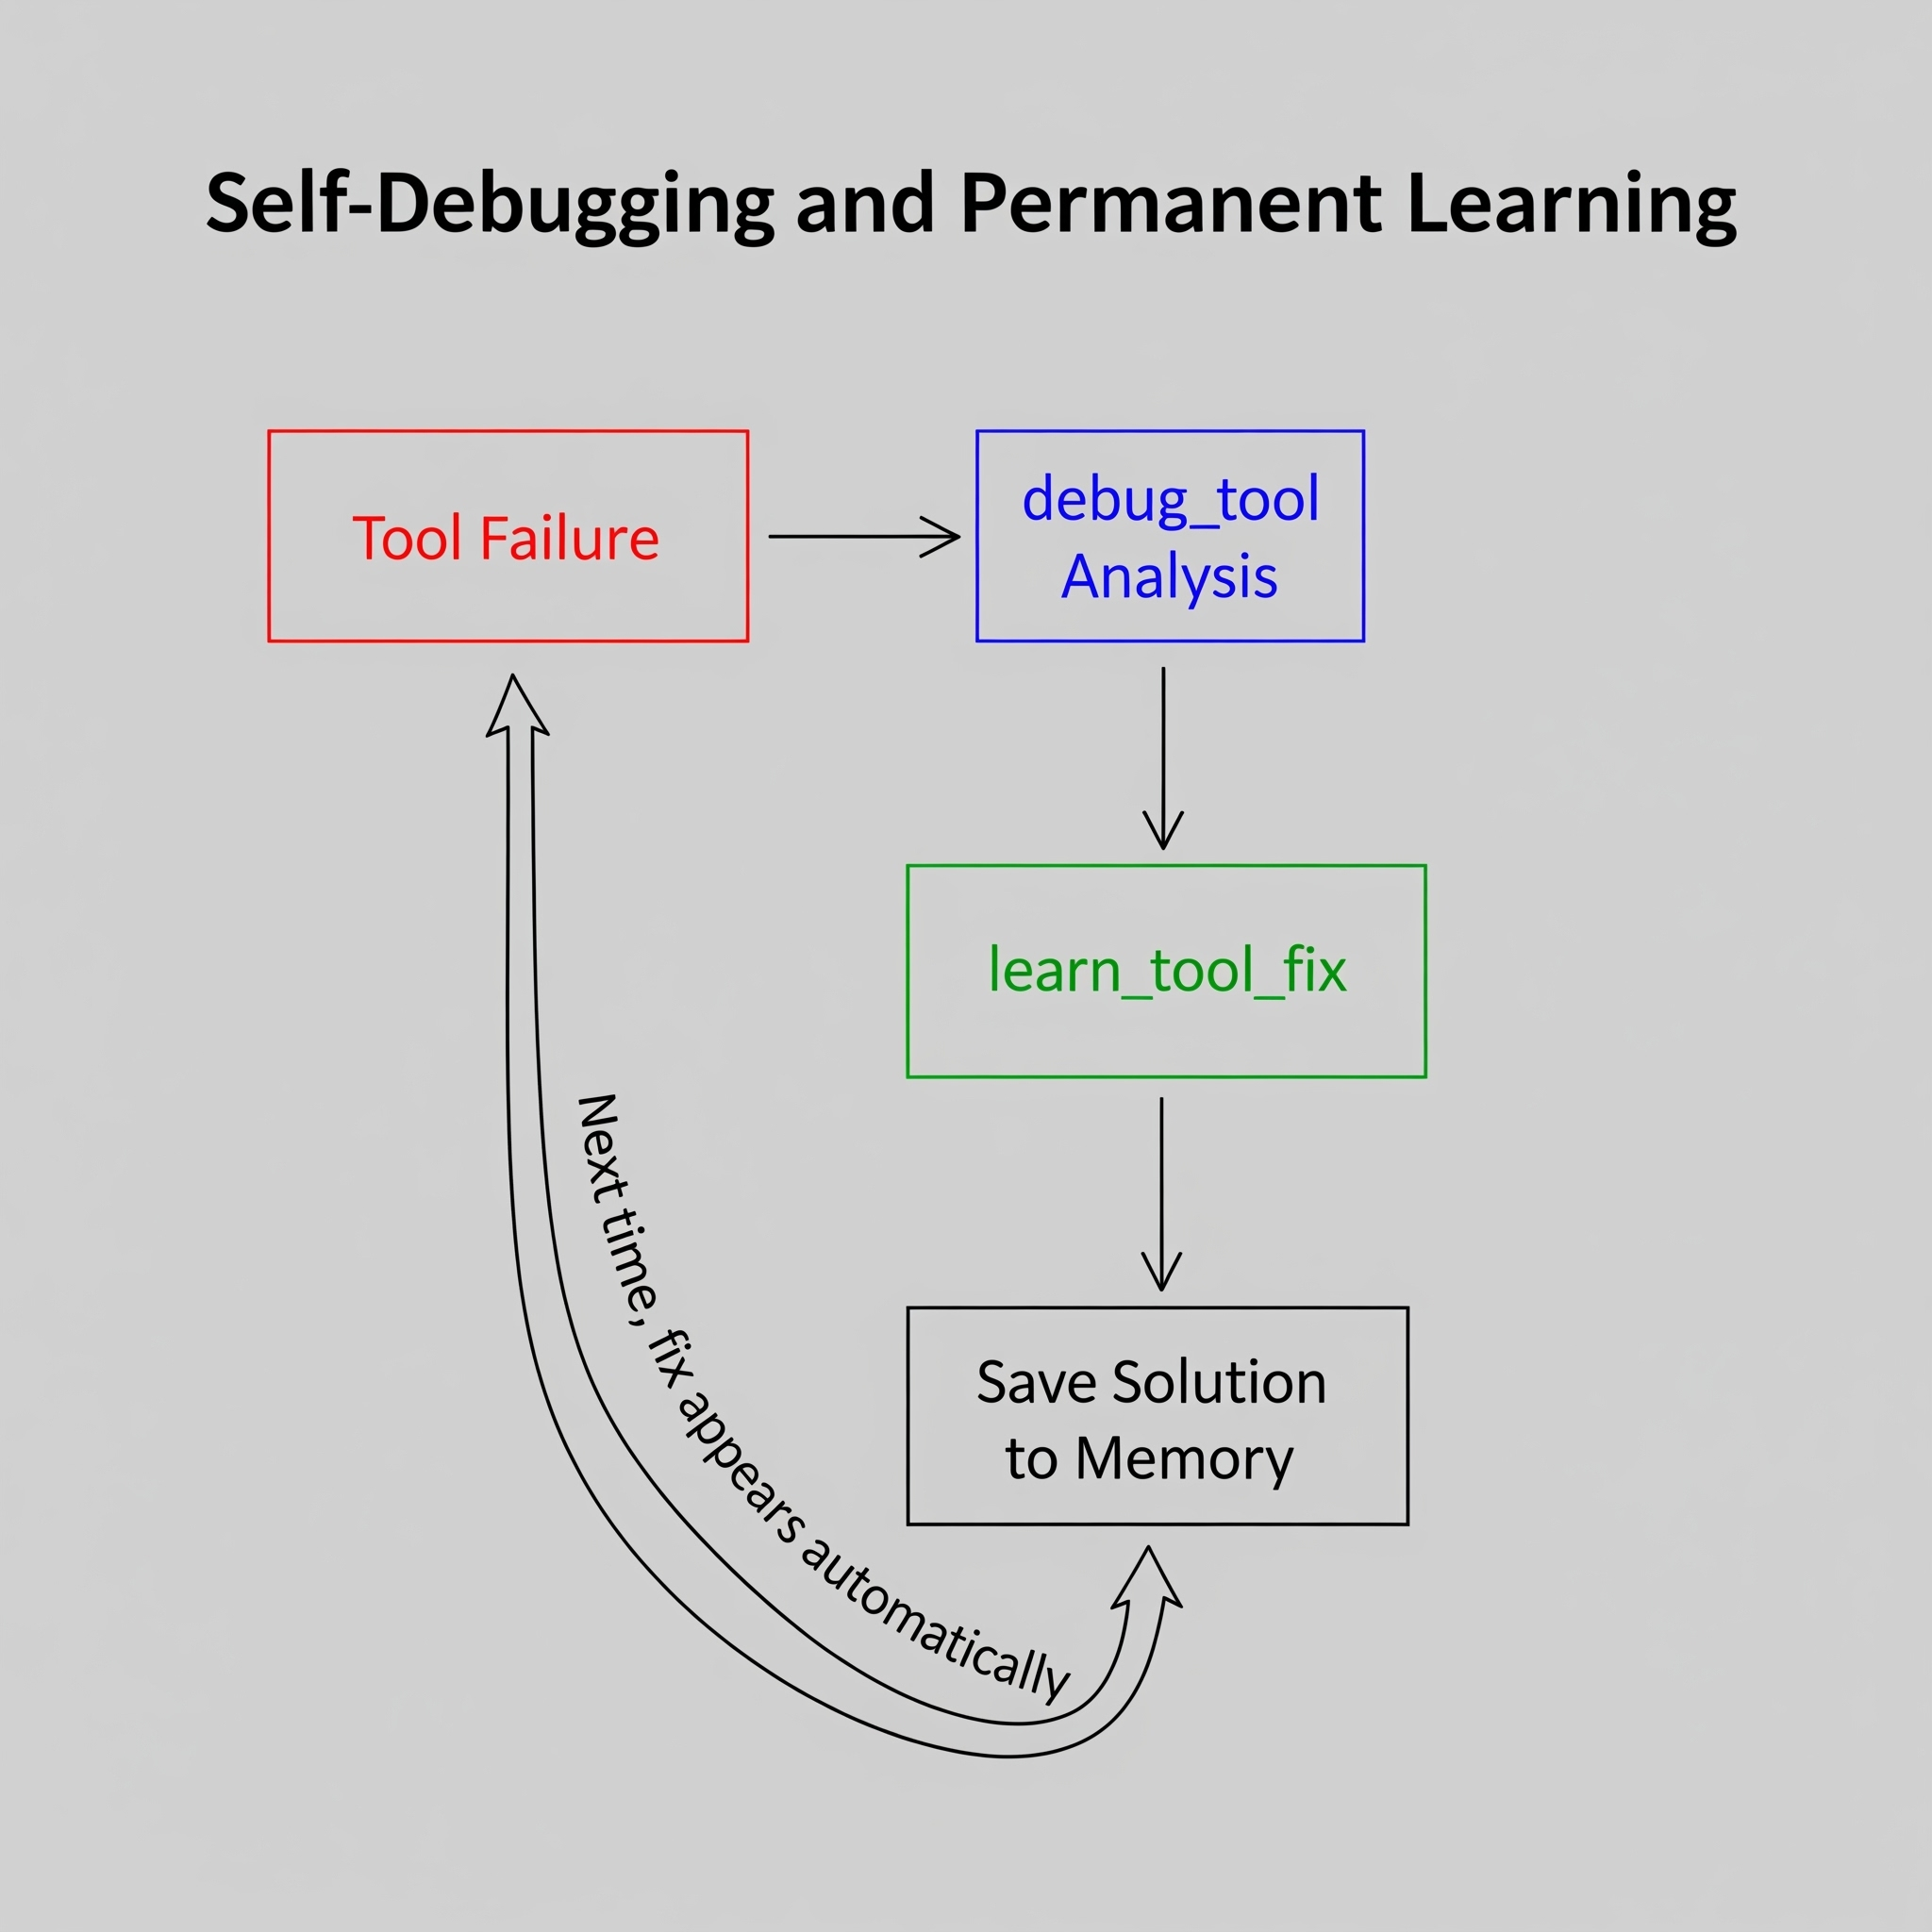 Self-Debugging and Permanent Learning
Tool Failure
debug_tool
Analysis
learn_tool_fix
Next time, fix appears automatically
Save Solution
to Memory